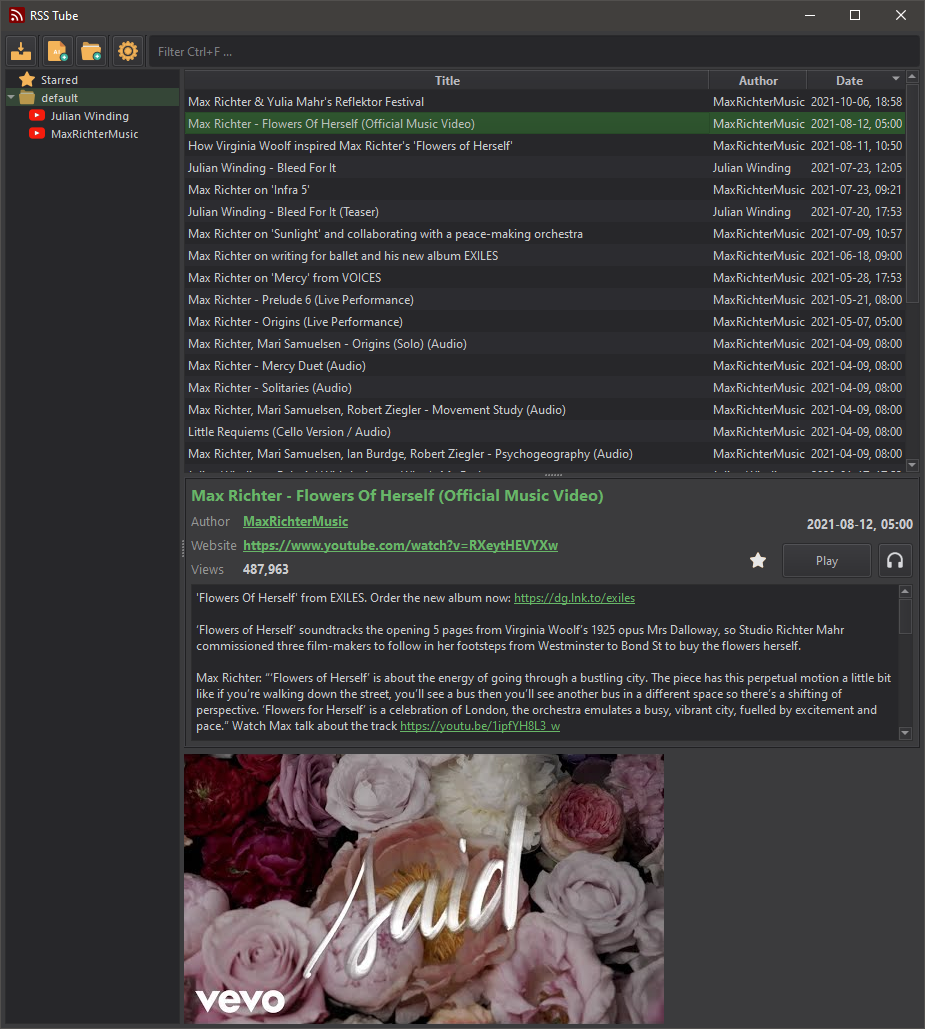 RSS Tube
Filter Ctrl+F ...
Starred
default
Julian Winding
MaxRichterMusic
Title Author Date
Max Richter & Yulia Mahr's Reflektor Festival MaxRichterMusic 2021-10-06, 18:58
Max Richter - Flowers Of Herself (Official Music Video) MaxRichterMusic 2021-08-12, 05:00
How Virginia Woolf inspired Max Richter's 'Flowers of Herself' MaxRichterMusic 2021-08-11, 10:50
Julian Winding - Bleed For It Julian Winding 2021-07-23, 12:05
Max Richter on 'Infra 5' MaxRichterMusic 2021-07-23, 09:21
Julian Winding - Bleed For It (Teaser) Julian Winding 2021-07-20, 17:53
Max Richter on 'Sunlight' and collaborating with a peace-making orchestra MaxRichterMusic 2021-07-09, 10:57
Max Richter on writing for ballet and his new album EXILES MaxRichterMusic 2021-06-18, 09:00
Max Richter on 'Mercy' from VOICES MaxRichterMusic 2021-05-28, 17:53
Max Richter - Prelude 6 (Live Performance) MaxRichterMusic 2021-05-21, 08:00
Max Richter - Origins (Live Performance) MaxRichterMusic 2021-05-07, 05:00
Max Richter, Mari Samuelsen - Origins (Solo) (Audio) MaxRichterMusic 2021-04-09, 08:00
Max Richter - Mercy Duet (Audio) MaxRichterMusic 2021-04-09, 08:00
Max Richter - Solitaries (Audio) MaxRichterMusic 2021-04-09, 08:00
Max Richter, Mari Samuelsen, Robert Ziegler - Movement Study (Audio) MaxRichterMusic 2021-04-09, 08:00
Little Requiems (Cello Version / Audio) MaxRichterMusic 2021-04-09, 08:00
Max Richter, Mari Samuelsen, Ian Burdge, Robert Ziegler - Psychogeography (Audio) MaxRichterMusic 2021-04-09, 08:00
Max Richter - Flowers Of Herself (Official Music Video)
Author MaxRichterMusic 2021-08-12, 05:00
Website https://www.youtube.com/watch?v=RXeytHEVYXw
Play
Views 487,963
'Flowers Of Herself' from EXILES. Order the new album now: https://dg.lnk.to/exiles
'Flowers of Herself' soundtracks the opening 5 pages from Virginia Woolf's 1925 opus Mrs Dalloway, so Studio Richter Mahr
commissioned three film-makers to follow in her footsteps from Westminster to Bond St to buy the flowers herself.
Max Richter: “‘Flowers of Herself’ is about the energy of going through a bustling city. The piece has this perpetual motion a little bit
like if you’re walking down the street, you’ll see a bus then you’ll see another bus in a different space so there’s a shifting of
perspective. ‘Flowers for Herself’ is a celebration of London, the orchestra emulates a busy, vibrant city, fuelled by excitement and
pace.” Watch Max talk about the track https://youtu.be/1ipfYH8L3_w
said
vevo